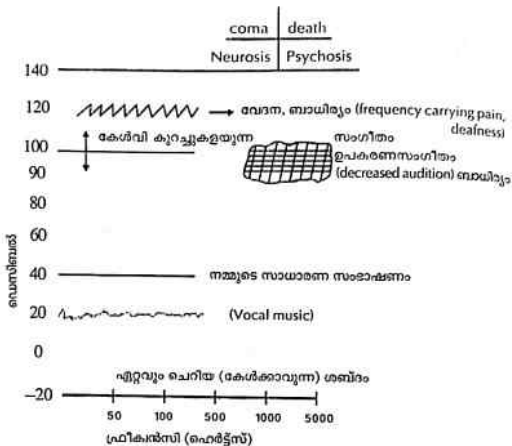 coma death
Neurosis Psychosis
140
120 വേദന, ബാധിര്യം (frequency carrying pain, deafness)
കേൾവി കുറച്ചുകളയുന്ന
സംഗീതം
100 ഉപകരണസംഗീതം
90 (decreased audition) ബാധിര്യം
80
60
ഡെസിബൽ
40 നമ്മുടെ സാധാരണ സംഭാഷണം
20 (Vocal music)
0
ഏറ്റവും ചെറിയ (കേൾക്കാവുന്ന) ശബ്ദം
–20
50 100 500 1000 5000
ഫ്രീക്വൻസി (ഹെർട്ട്സ്)